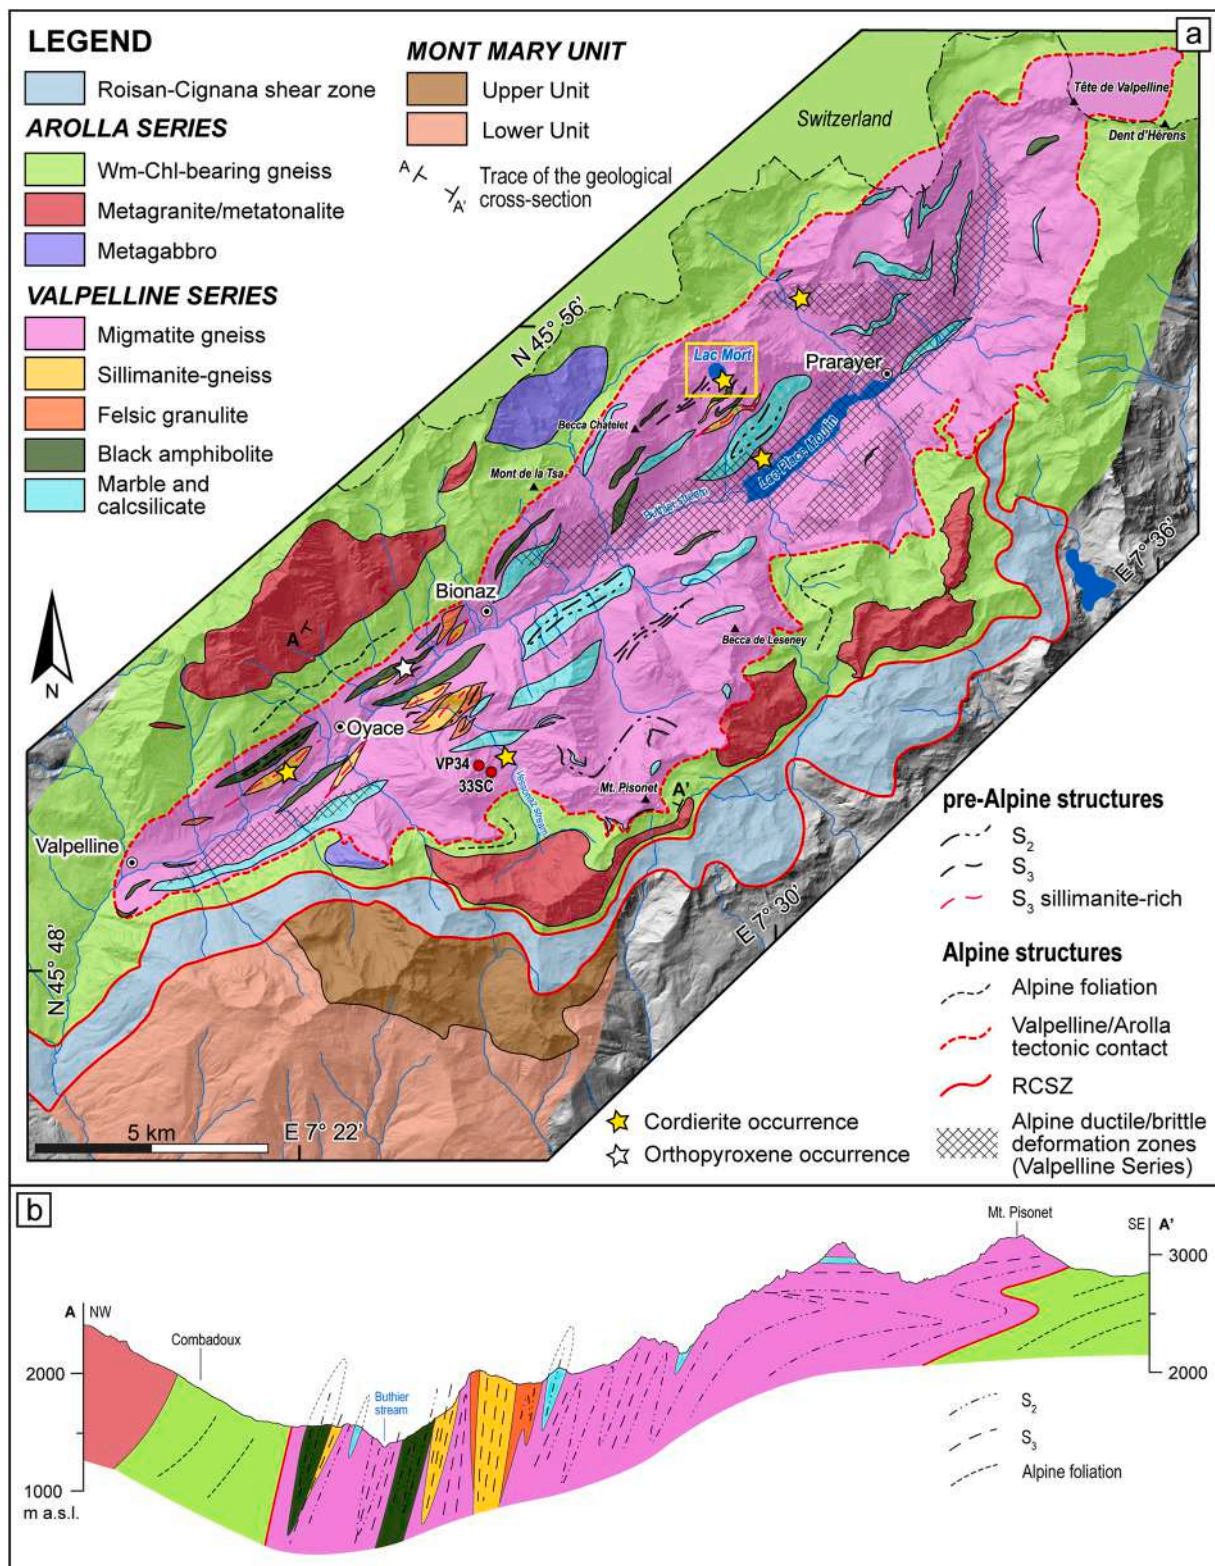 a
LEGEND
Roisan-Cignana shear zone
AROLLA SERIES
Wm-Chl-bearing gneiss
Metagranite/metatonalite
Metagabbro
VALPELLINE SERIES
Migmatite gneiss
Sillimanite-gneiss
Felsic granulite
Black amphibolite
Marble and
calcsilicate
MONT MARY UNIT
Upper Unit
Lower Unit
A
A'
Trace of the geological
cross-section
N
Switzerland
Tête de Valpelline
Dent d'Hérens
N 45° 56'
Lac Mort
Prarayer
Becca Chatelet
Mont de la Tsa
Lac Place Moulin
Buthier stream
E 7° 36'
Bionaz
A
Becca de Leseney
Oyace
VP34
33SC
Vessonaz stream
Mt. Pisonet
A'
Valpelline
E 7° 30'
N 45° 48'
5 km
E 7° 22'
pre-Alpine structures
S2
S3
S3 sillimanite-rich
Alpine structures
Alpine foliation
Valpelline/Arolla
tectonic contact
RCSZ
Alpine ductile/brittle
deformation zones
(Valpelline Series)
Cordierite occurrence
Orthopyroxene occurrence
b
Mt. Pisonet
SE A'
3000
2000
A NW
Combadoux
2000
Buthier
stream
1000
m a.s.l.
S2
S3
Alpine foliation